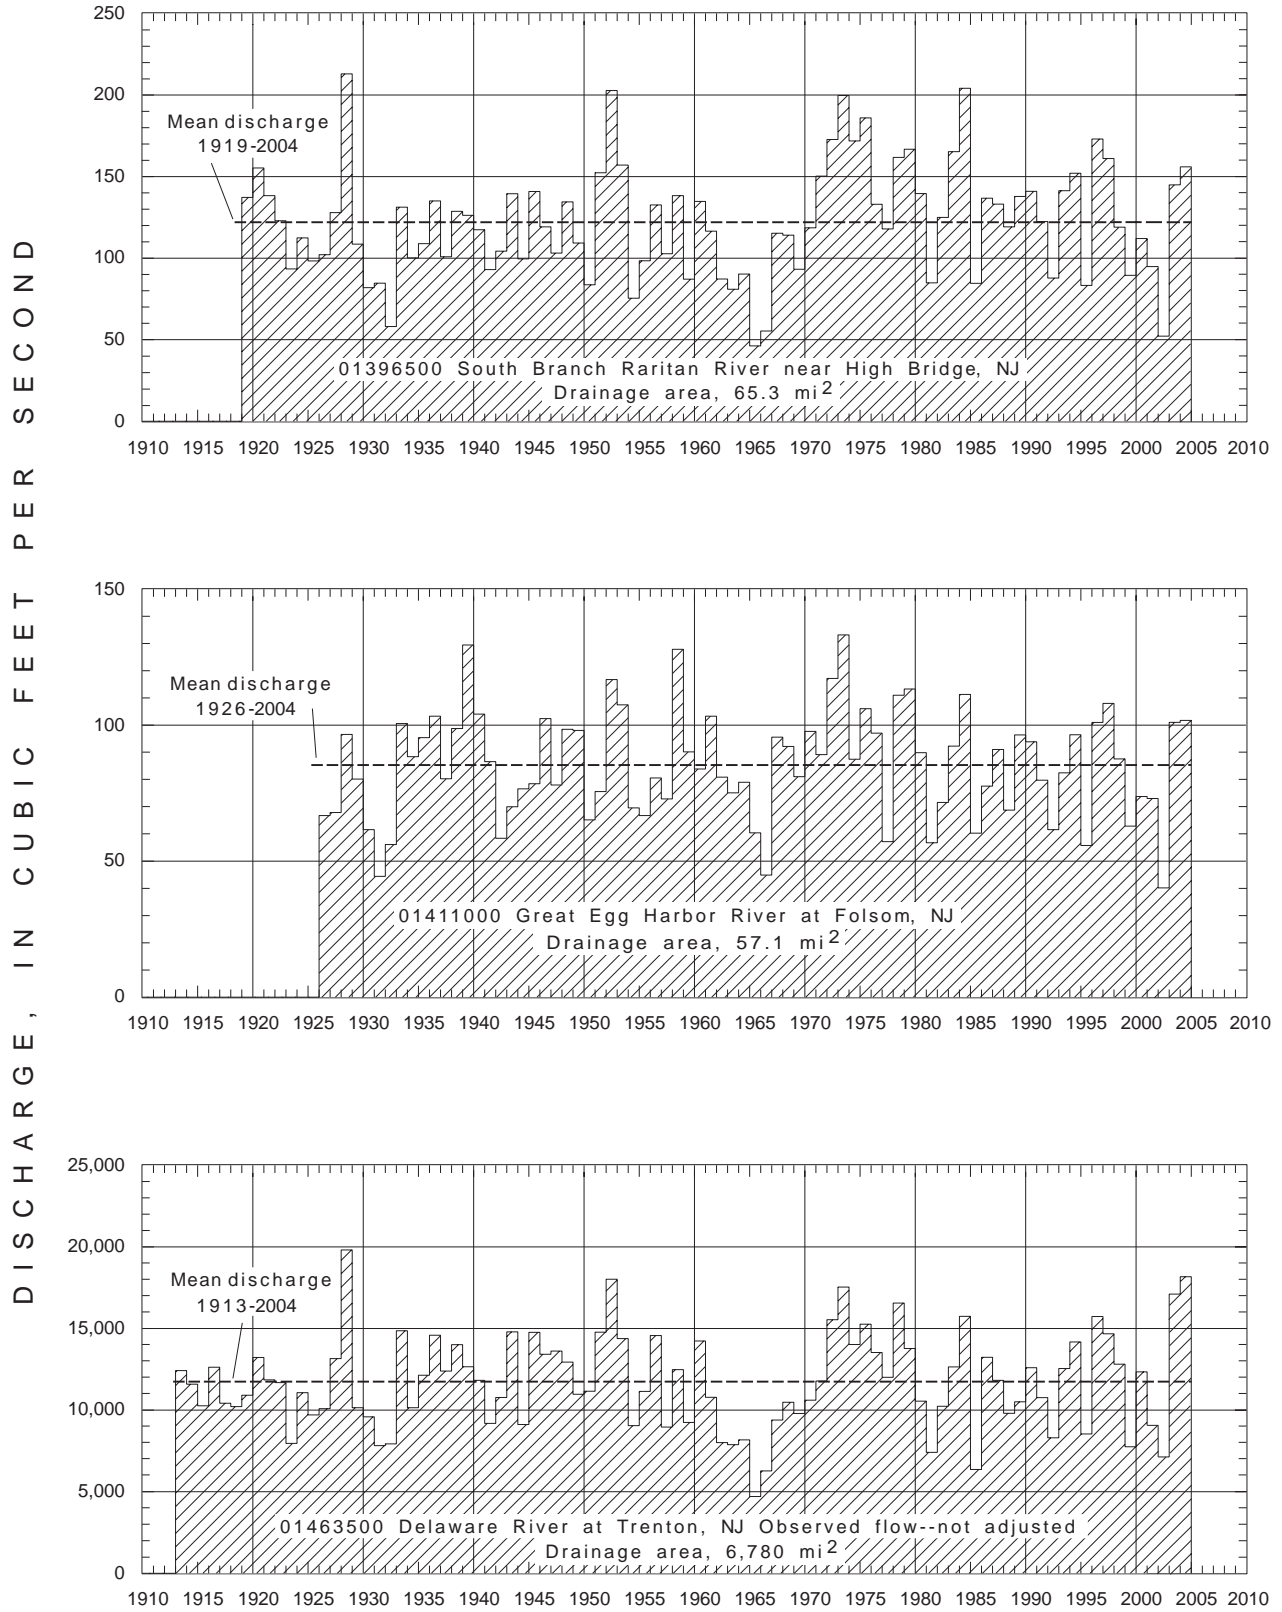 DISCHARGE, IN CUBIC FEET PER SECOND
250
200
150
100
50
0
Mean discharge
1919-2004
01396500 South Branch Raritan River near High Bridge, NJ
Drainage area, 65.3 mi2
1910 1915 1920 1925 1930 1935 1940 1945 1950 1955 1960 1965 1970 1975 1980 1985 1990 1995 2000 2005 2010
150
100
50
0
Mean discharge
1926-2004
01411000 Great Egg Harbor River at Folsom, NJ
Drainage area, 57.1 mi2
1910 1915 1920 1925 1930 1935 1940 1945 1950 1955 1960 1965 1970 1975 1980 1985 1990 1995 2000 2005 2010
25,000
20,000
15,000
10,000
5,000
0
Mean discharge
1913-2004
01463500 Delaware River at Trenton, NJ Observed flow--not adjusted
Drainage area, 6,780 mi2
1910 1915 1920 1925 1930 1935 1940 1945 1950 1955 1960 1965 1970 1975 1980 1985 1990 1995 2000 2005 2010